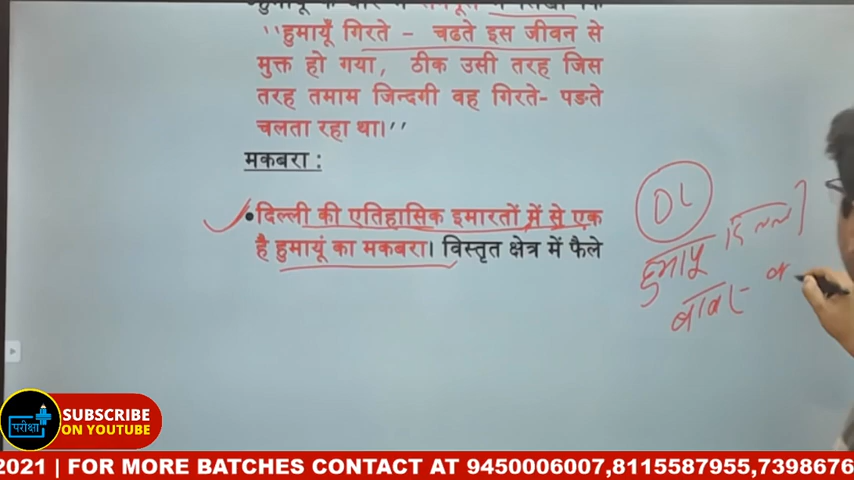 ''हुमायूँ गिरते - चढते इस जीवन से
मुक्त हो गया, ठीक उसी तरह जिस
तरह तमाम जिन्दगी वह गिरते- पङते
चलता रहा था।''
मकबरा :
•दिल्ली की एतिहासिक इमारतों में से एक
है हुमायूं का मकबरा। विस्तृत क्षेत्र में फैले
DL
हुमायू दिल्ली
बाबर-
परीक्षा
SUBSCRIBE
ON YOUTUBE
2021 | FOR MORE BATCHES CONTACT AT 9450006007,8115587955,7398676